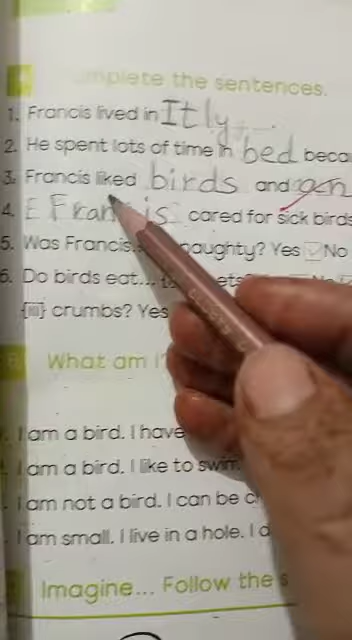 Complete the sentences.
1. Francis lived in Itly
2. He spent lots of time in bed beca
3. Francis liked birds and
4. E Francis cared for sick birds
5. Was Francis... naughty? Yes No
6. Do birds eat...
crumbs? Yes
What am I?
I am a bird. I have
I am a bird. I like to swim.
I am not a bird. I can be
I am small. I live in a hole. I
Imagine... Follow the s